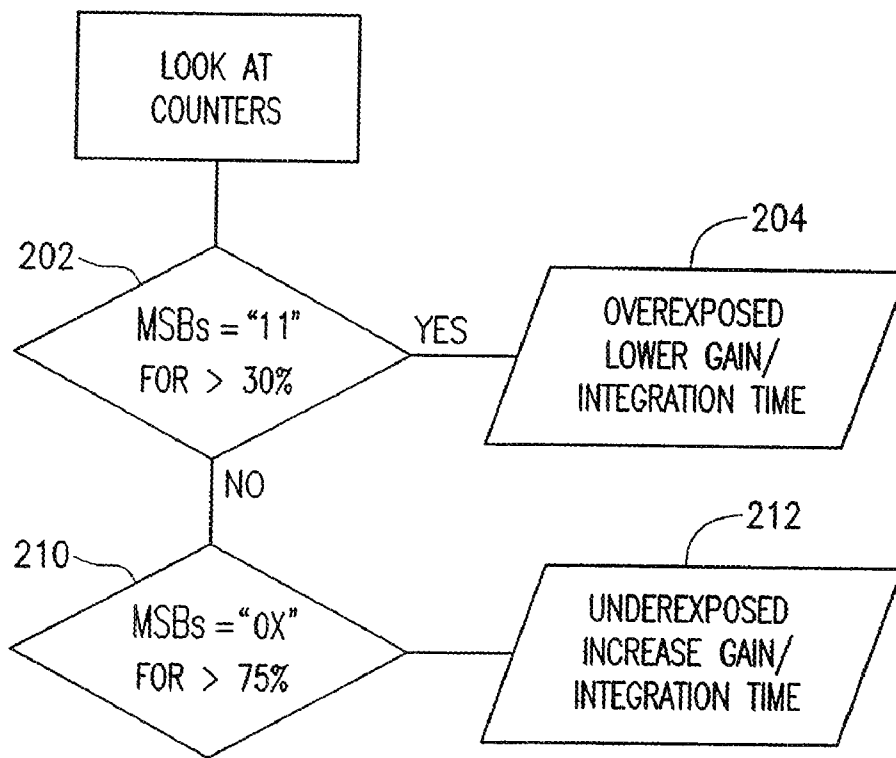 LOOK AT
COUNTERS
202
MSBs = “11”
FOR > 30%
YES
204
OVEREXPOSED
LOWER GAIN/
INTEGRATION TIME
NO
210
MSBs = “0X”
FOR > 75%
212
UNDEREXPOSED
INCREASE GAIN/
INTEGRATION TIME